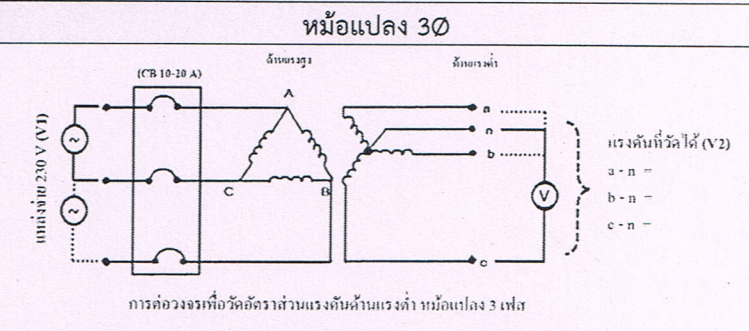 หม้อแปลง 3Ø
ด้านแรงสูง
ด้านแรงต่ำ
(CB 10-20 A)
A
a
n
b
แหล่งจ่าย 230 V (V1)
~
~
C
B
V
c
แรงดันที่วัดได้ (V2)
a - n =
b - n =
c - n =
การต่อวงจรเพื่อวัดอัตราส่วนแรงดันด้านแรงต่ำ หม้อแปลง 3 เฟส